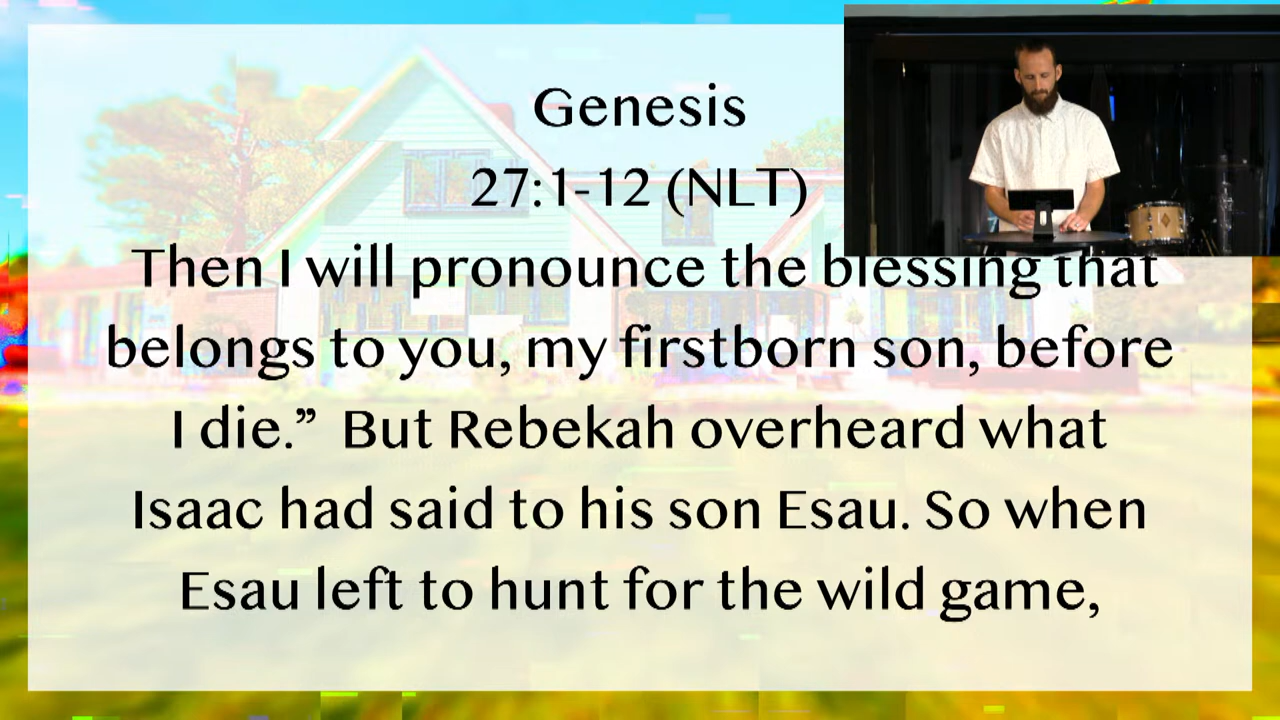 Genesis
27:1-12 (NLT)
Then I will pronounce the blessing that
belongs to you, my firstborn son, before
I die.”  But Rebekah overheard what
Isaac had said to his son Esau. So when
Esau left to hunt for the wild game,